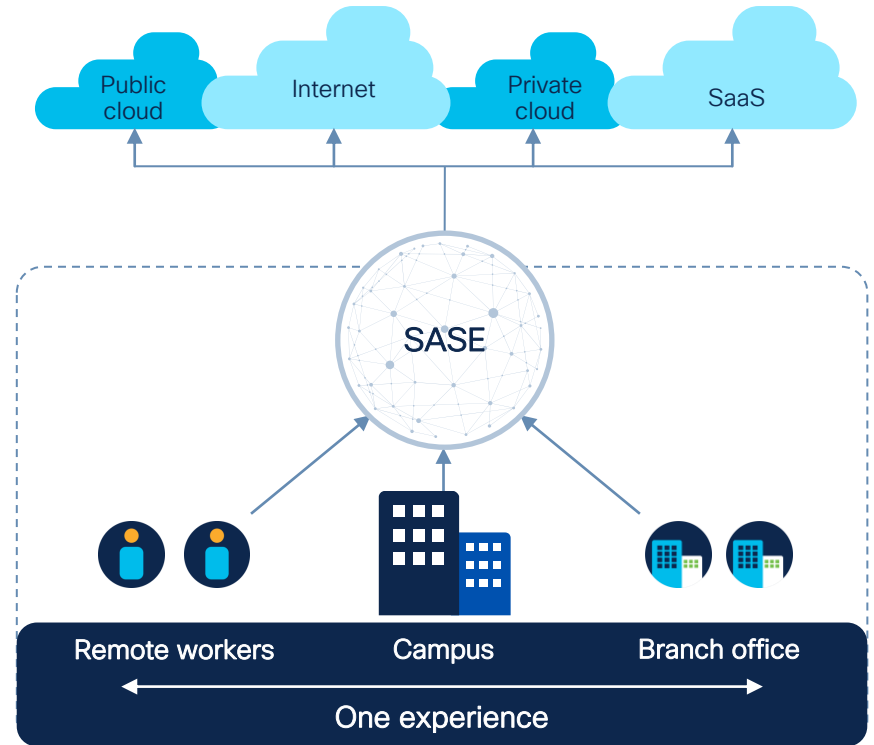 Public
cloud
Internet
Private
cloud
SaaS
SASE
Remote workers
Campus
Branch office
One experience